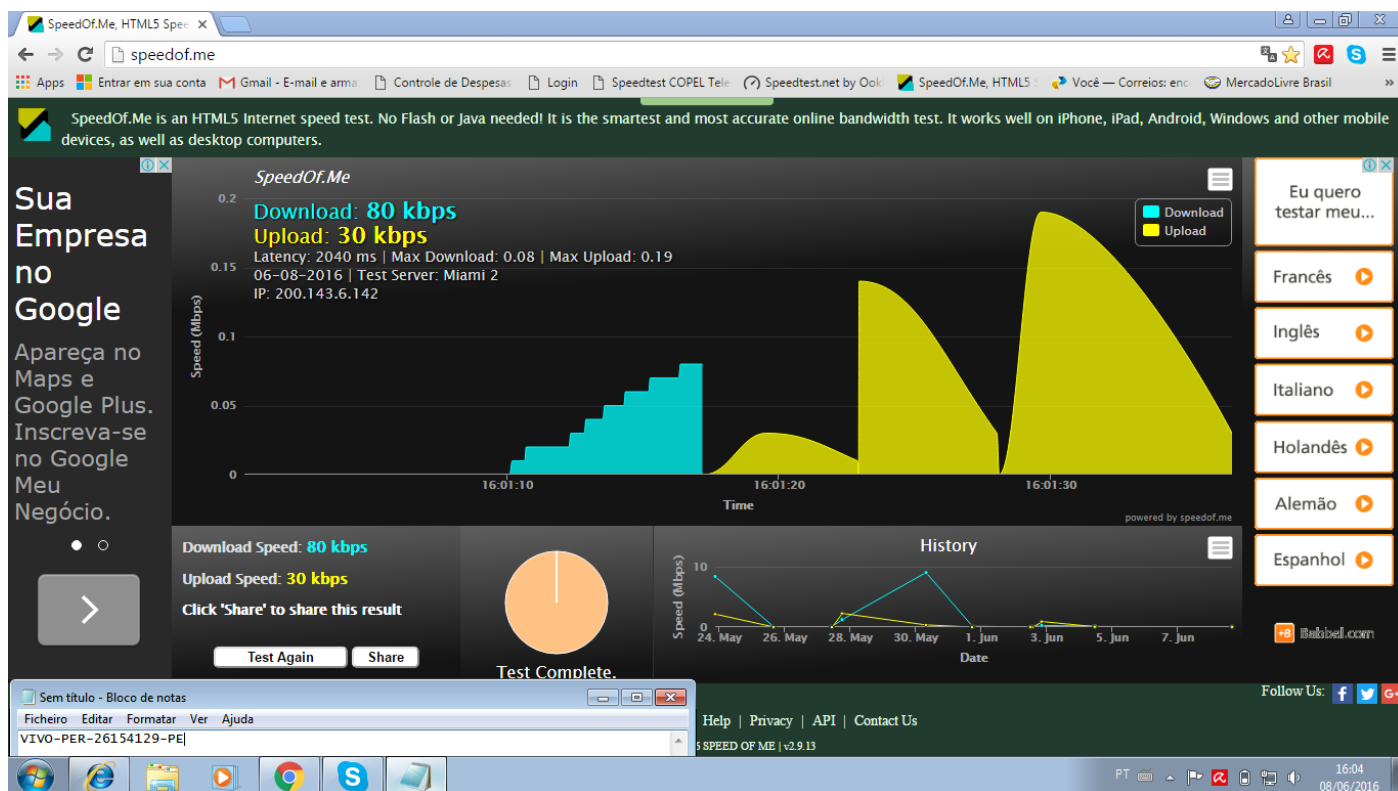 SpeedOf.Me, HTML5 Spee
speedof.me
Apps
Entrar em sua conta
Gmail - E-mail e arma
Controle de Despesas
Login
Speedtest COPEL Tele
Speedtest.net by Ookl
SpeedOf.Me, HTML5 S
Você — Correios: enc
MercadoLivre Brasil
»
SpeedOf.Me is an HTML5 Internet speed test. No Flash or Java needed! It is the smartest and most accurate online bandwidth test. It works well on iPhone, iPad, Android, Windows and other mobile
devices, as well as desktop computers.
Sua
Empresa
no
Google
Apareça no
Maps e
Google Plus.
Inscreva-se
no Google
Meu
Negócio.
SpeedOf.Me
Download: 80 kbps
Upload: 30 kbps
Latency: 2040 ms | Max Download: 0.08 | Max Upload: 0.19
06-08-2016 | Test Server: Miami 2
IP: 200.143.6.142
Download
Upload
Speed (Mbps)
0.2
0.15
0.1
0.05
0
16:01:10
16:01:20
16:01:30
Time
powered by speedof.me
Eu quero
testar meu...
Francês
Inglês
Italiano
Holandês
Alemão
Espanhol
+B Babbel.com
Download Speed: 80 kbps
Upload Speed: 30 kbps
Click 'Share' to share this result
Test Again
Share
Test Complete.
History
Speed (Mbps)
10
0
24. May
26. May
28. May
30. May
1. Jun
3. Jun
5. Jun
7. Jun
Date
Follow Us:
Help | Privacy | API | Contact Us
5 SPEED OF ME | v2.9.13
Sem título - Bloco de notas
Ficheiro Editar Formatar Ver Ajuda
VIVO-PER-26154129-PE
PT
16:04
08/06/2016